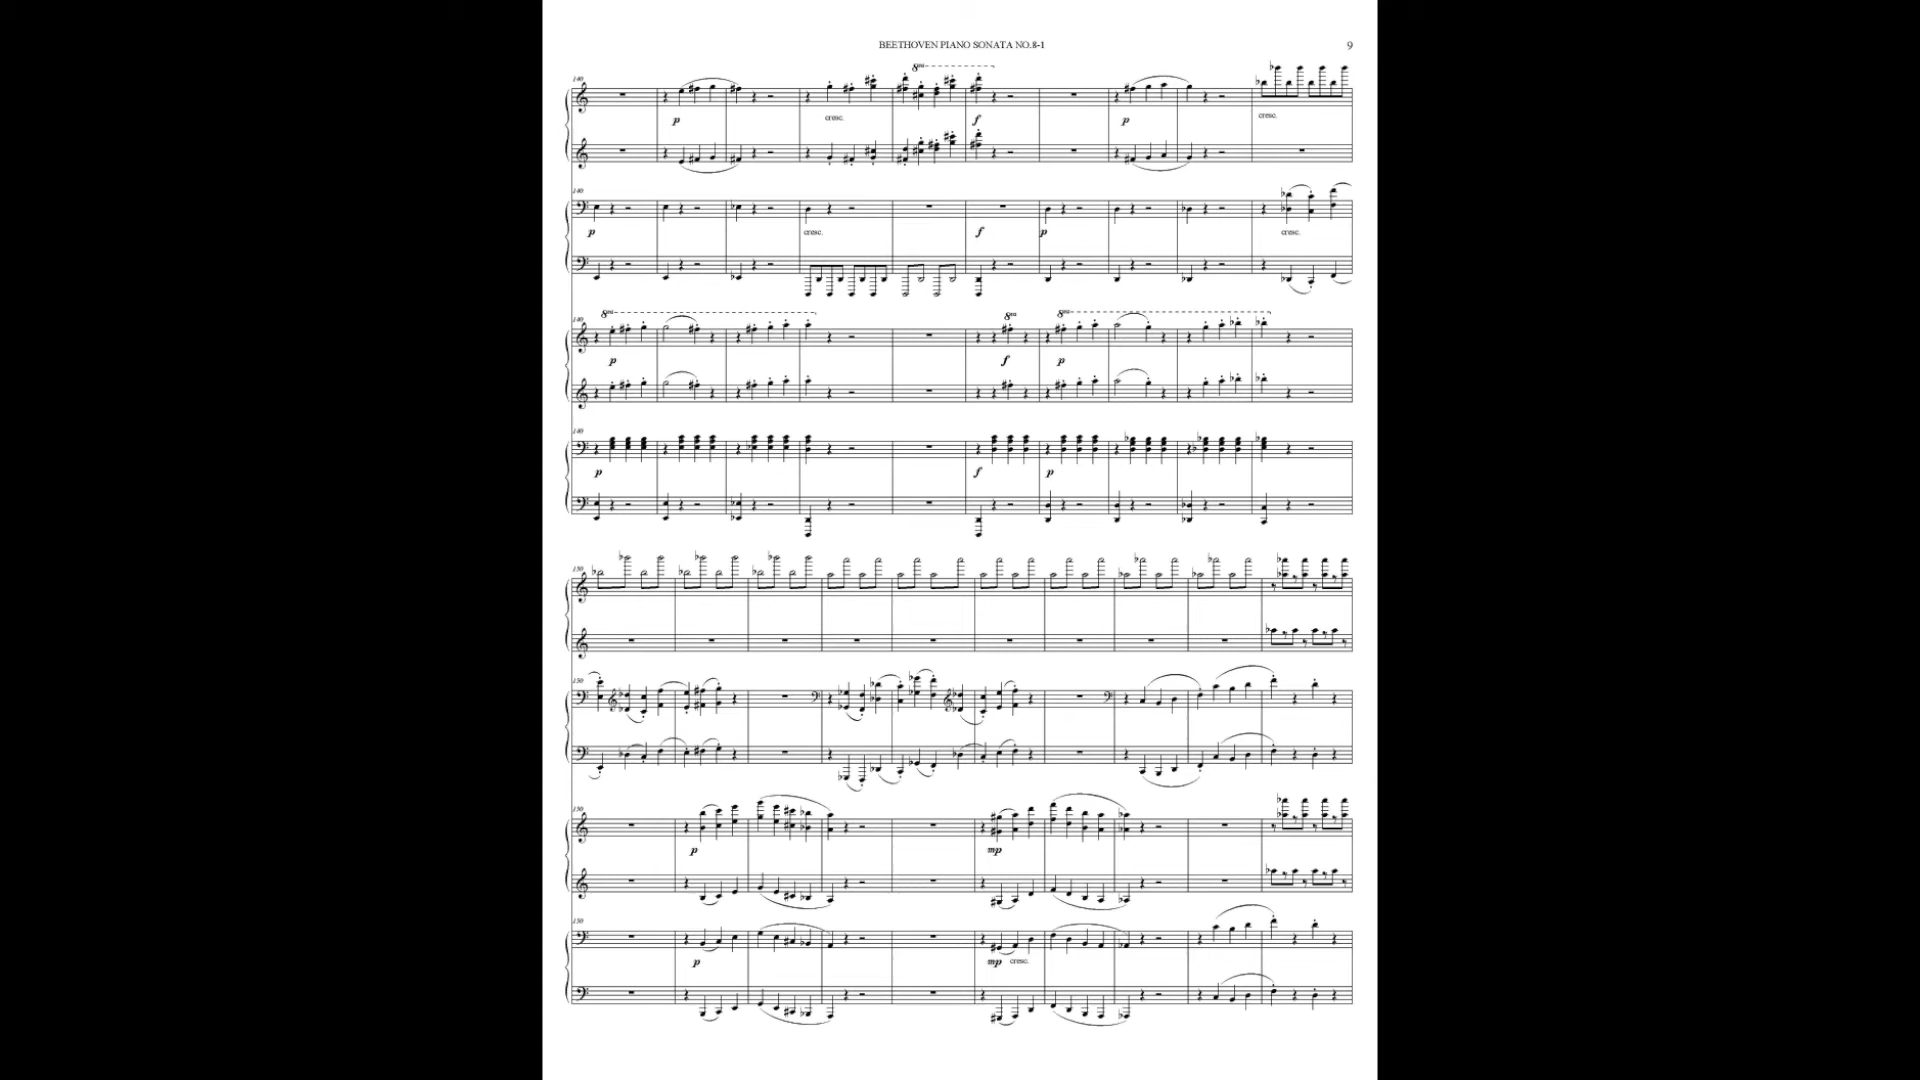 BEETHOVEN PIANO SONATA NO.8-1 9
140
8va
p cresc. f p cresc.
140
p cresc. f p cresc.
140
8va 8va 8va
p f p
140
p f p
150
150
150
p mp
150
p mp cresc.